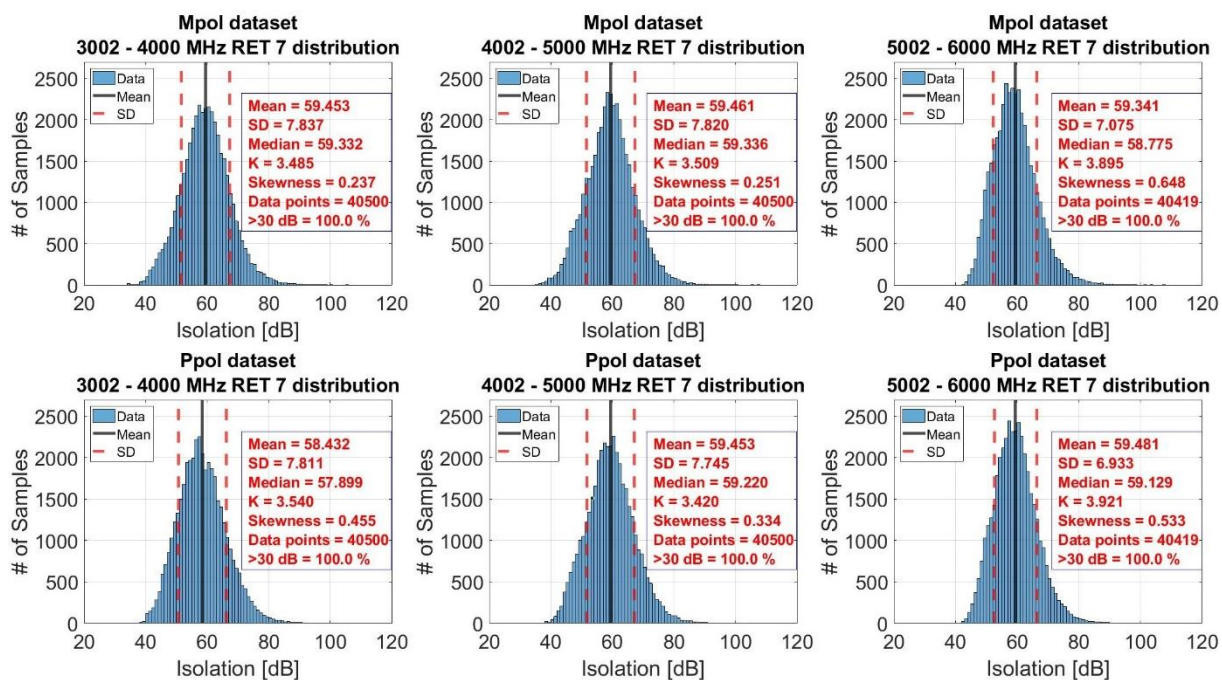 Mpol dataset
3002 - 4000 MHz RET 7 distribution
2500
2000
1500
1000
500
0
# of Samples
Data
Mean
SD
Mean = 59.453
SD = 7.837
Median = 59.332
K = 3.485
Skewness = 0.237
Data points = 40500
>30 dB = 100.0 %
20 40 60 80 100 120
Isolation [dB]
Mpol dataset
4002 - 5000 MHz RET 7 distribution
2500
2000
1500
1000
500
0
# of Samples
Data
Mean
SD
Mean = 59.461
SD = 7.820
Median = 59.336
K = 3.509
Skewness = 0.251
Data points = 40500
>30 dB = 100.0 %
20 40 60 80 100 120
Isolation [dB]
Mpol dataset
5002 - 6000 MHz RET 7 distribution
2500
2000
1500
1000
500
0
# of Samples
Data
Mean
SD
Mean = 59.341
SD = 7.075
Median = 58.775
K = 3.895
Skewness = 0.648
Data points = 40419
>30 dB = 100.0 %
20 40 60 80 100 120
Isolation [dB]
Ppol dataset
3002 - 4000 MHz RET 7 distribution
2500
2000
1500
1000
500
0
# of Samples
Data
Mean
SD
Mean = 58.432
SD = 7.811
Median = 57.899
K = 3.540
Skewness = 0.455
Data points = 40500
>30 dB = 100.0 %
20 40 60 80 100 120
Isolation [dB]
Ppol dataset
4002 - 5000 MHz RET 7 distribution
2500
2000
1500
1000
500
0
# of Samples
Data
Mean
SD
Mean = 59.453
SD = 7.745
Median = 59.220
K = 3.420
Skewness = 0.334
Data points = 40500
>30 dB = 100.0 %
20 40 60 80 100 120
Isolation [dB]
Ppol dataset
5002 - 6000 MHz RET 7 distribution
2500
2000
1500
1000
500
0
# of Samples
Data
Mean
SD
Mean = 59.481
SD = 6.933
Median = 59.129
K = 3.921
Skewness = 0.533
Data points = 40419
>30 dB = 100.0 %
20 40 60 80 100 120
Isolation [dB]